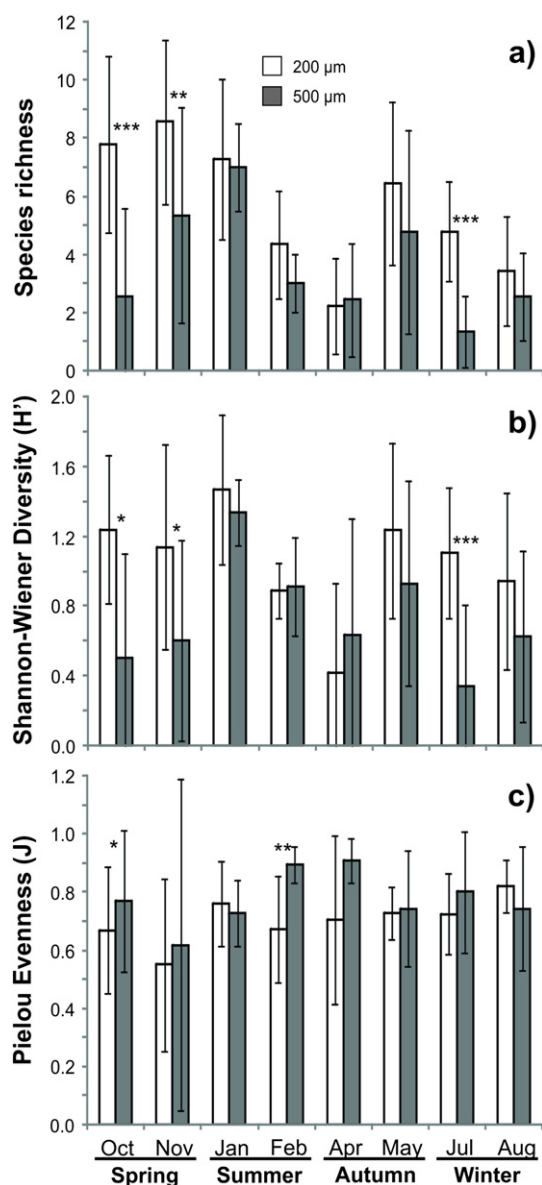 12
a)
200 µm
500 µm
10
***
**
8
6
***
4
2
0
Species richness
2.0
b)
1.6
1.2
*
*
***
0.8
0.4
0.0
Shannon-Wiener Diversity (H')
1.2
c)
1.0
*
**
0.8
0.6
0.4
0.2
0.0
Pielou Evenness (J)
Oct Nov Jan Feb Apr May Jul Aug
Spring Summer Autumn Winter